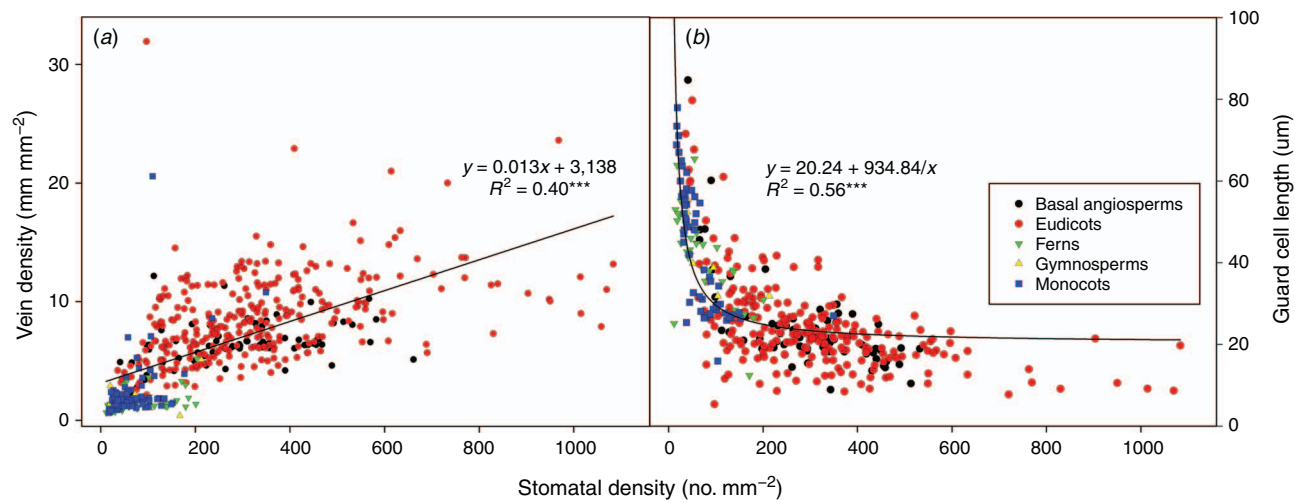 (a)
(b)
30
20
10
0
Vein density (mm mm−2)
y = 0.013x + 3,138
R2 = 0.40***
y = 20.24 + 934.84/x
R2 = 0.56***
Basal angiosperms
Eudicots
Ferns
Gymnosperms
Monocots
100
80
60
40
20
0
Guard cell length (um)
0 200 400 600 800 1000
0 200 400 600 800 1000
Stomatal density (no. mm−2)